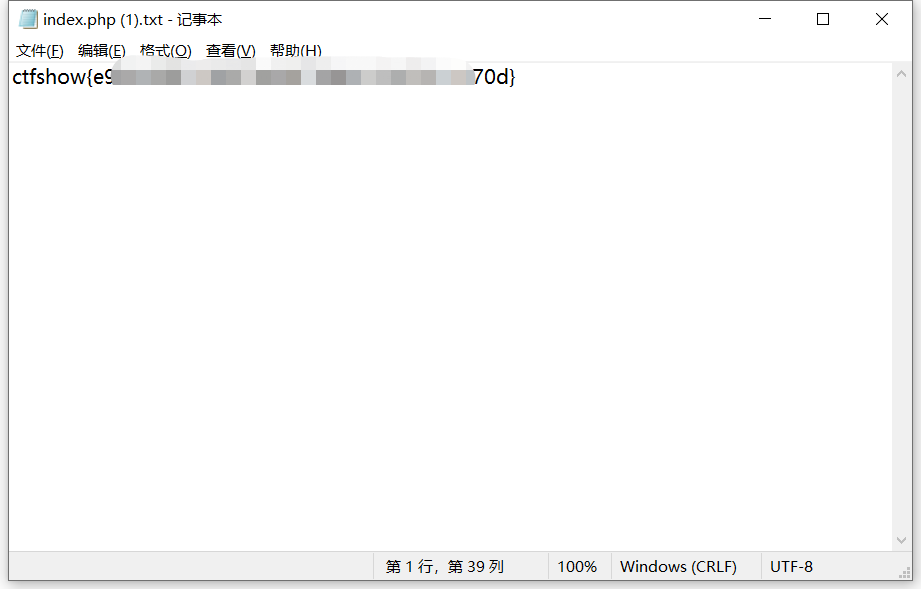 index.php (1).txt - 记事本
文件(F) 编辑(E) 格式(O) 查看(V) 帮助(H)
ctfshow{e9 70d}
第 1 行，第 39 列 100% Windows (CRLF) UTF-8